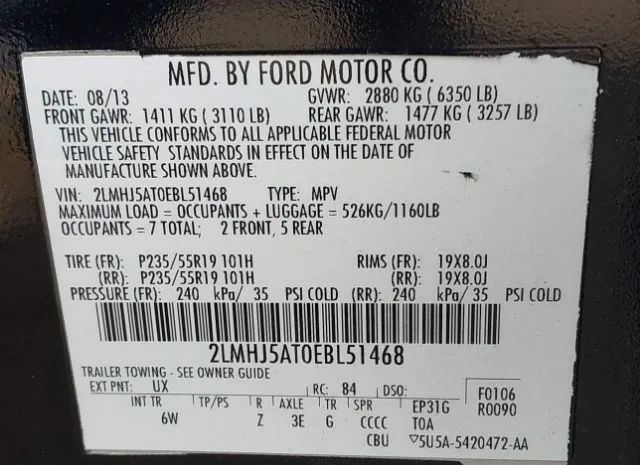 MFD. BY FORD MOTOR CO.
DATE: 08/13 GVWR: 2880 KG ( 6350 LB)
FRONT GAWR: 1411 KG ( 3110 LB) REAR GAWR: 1477 KG ( 3257 LB)
THIS VEHICLE CONFORMS TO ALL APPLICABLE FEDERAL MOTOR
VEHICLE SAFETY STANDARDS IN EFFECT ON THE DATE OF
MANUFACTURE SHOWN ABOVE.
VIN: 2LMHJ5AT0EBL51468 TYPE: MPV
MAXIMUM LOAD = OCCUPANTS + LUGGAGE = 526KG/1160LB
OCCUPANTS = 7 TOTAL; 2 FRONT, 5 REAR
TIRE (FR): P235/55R19 101H RIMS (FR): 19X8.0J
(RR): P235/55R19 101H (RR): 19X8.0J
PRESSURE (FR): 240 kPa/ 35 PSI COLD (RR): 240 kPa/ 35 PSI COLD
2LMHJ5AT0EBL51468
TRAILER TOWING - SEE OWNER GUIDE
EXT PNT: UX RC: 84 DSO: F0106
INT TR TP/PS R AXLE TR SPR EP31G R0090
6W Z 3E G CCCC TOA
CBU ▽5U5A-5420472-AA